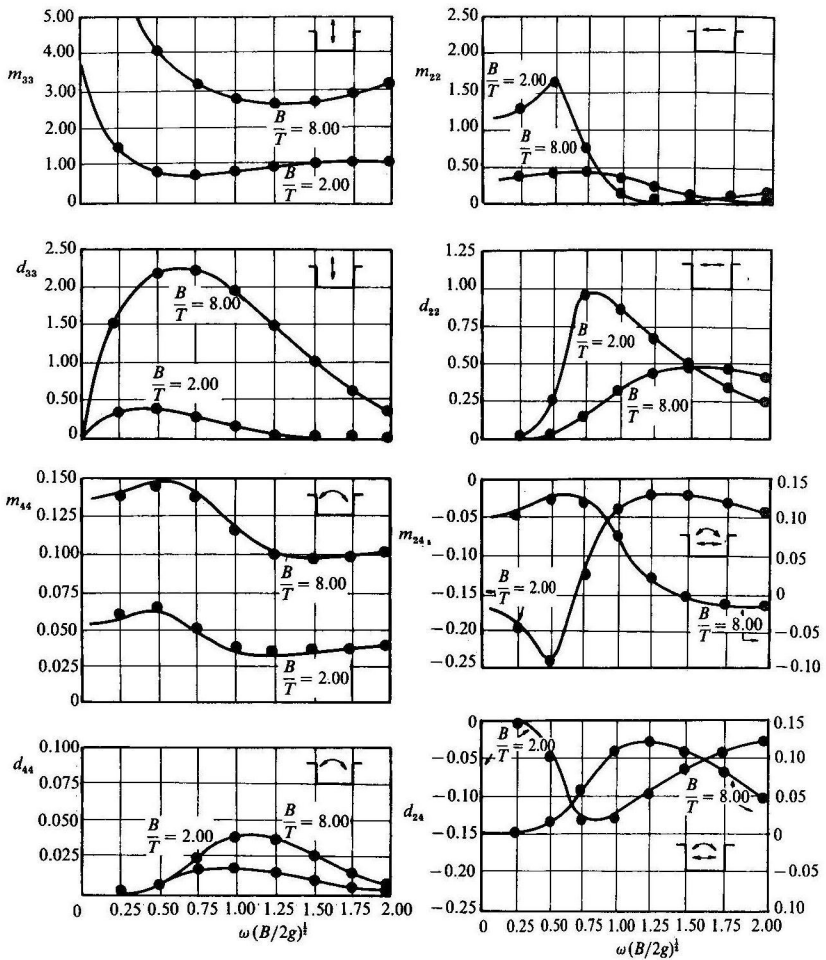 5.00
4.00
m₃₃
3.00
2.00
1.00
0
B/T = 8.00
B/T = 2.00
2.50
2.00
m₂₂
1.50
1.00
0.50
0
B/T = 2.00
B/T = 8.00
2.50
d₃₃
2.00
1.50
1.00
0.50
0
B/T = 8.00
B/T = 2.00
1.25
1.00
d₂₂
0.75
0.50
0.25
0
B/T = 2.00
B/T = 8.00
0.150
m₄₄
0.125
0.100
0.075
0.050
0.025
0
B/T = 8.00
B/T = 2.00
0
−0.05
m₂₄
−0.10
−0.15
−0.20
−0.25
B/T = 2.00
B/T = 8.00
0.15
0.10
0.05
0
−0.05
−0.10
0.100
d₄₄
0.075
0.050
0.025
B/T = 2.00
B/T = 8.00
0 0.25 0.50 0.75 1.00 1.25 1.50 1.75 2.00
ω(B/2g)^½
0
−0.05
−0.10
d₂₄
−0.15
−0.20
−0.25
B/T = 2.00
B/T = 8.00
0.15
0.10
0.05
0
−0.05
0.10
0 0.25 0.50 0.75 1.00 1.25 1.50 1.75 2.00
ω(B/2g)^½